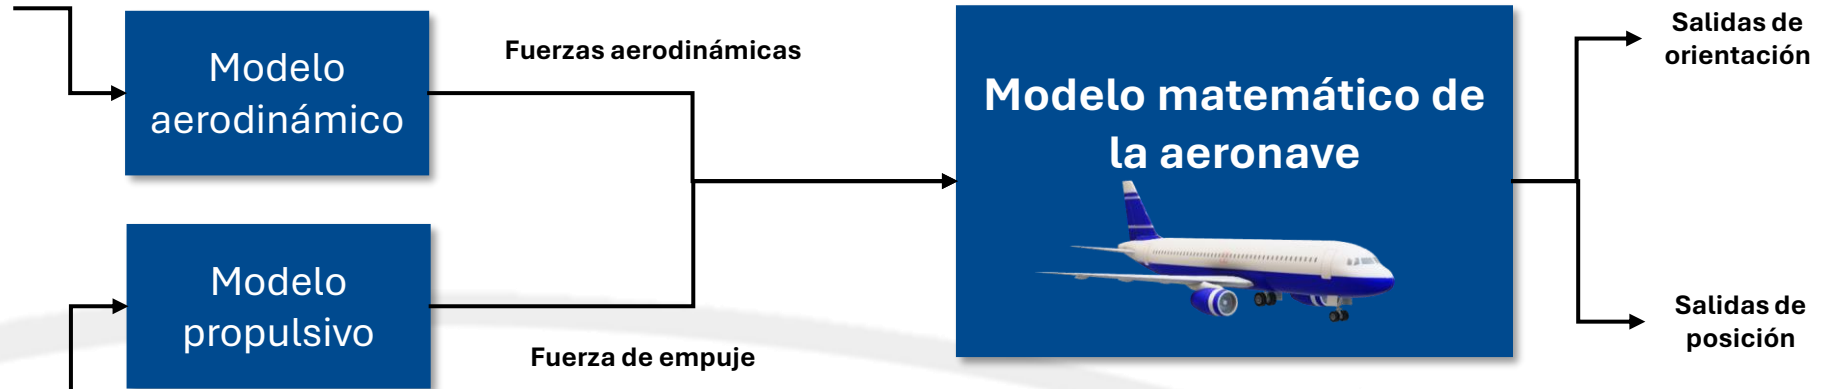 Modelo
aerodinámico
Fuerzas aerodinámicas
Modelo matemático de
la aeronave
Salidas de
orientación
Modelo
propulsivo
Fuerza de empuje
Salidas de
posición